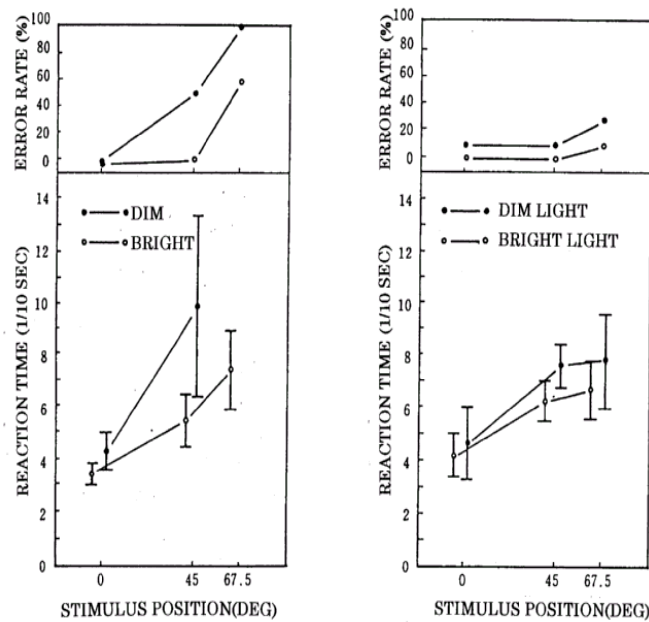 ERROR RATE (%)
100
80
60
40
20
0
REACTION TIME (1/10 SEC)
14
12
10
8
6
4
2
0
DIM
BRIGHT
0 45 67.5
STIMULUS POSITION(DEG)
ERROR RATE (%)
100
80
60
40
20
0
REACTION TIME (1/10 SEC)
14
12
10
8
6
4
2
0
DIM LIGHT
BRIGHT LIGHT
0 45 67.5
STIMULUS POSITION(DEG)